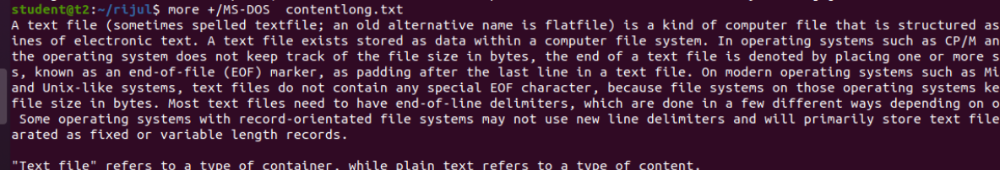 student@t2:~/rijul$ more +/MS-DOS  contentlong.txt
A text file (sometimes spelled textfile; an old alternative name is flatfile) is a kind of computer file that is structured as
ines of electronic text. A text file exists stored as data within a computer file system. In operating systems such as CP/M an
the operating system does not keep track of the file size in bytes, the end of a text file is denoted by placing one or more s
s, known as an end-of-file (EOF) marker, as padding after the last line in a text file. On modern operating systems such as Mi
and Unix-like systems, text files do not contain any special EOF character, because file systems on those operating systems ke
file size in bytes. Most text files need to have end-of-line delimiters, which are done in a few different ways depending on o
 Some operating systems with record-orientated file systems may not use new line delimiters and will primarily store text file
arated as fixed or variable length records.
"Text file" refers to a type of container, while plain text refers to a type of content.